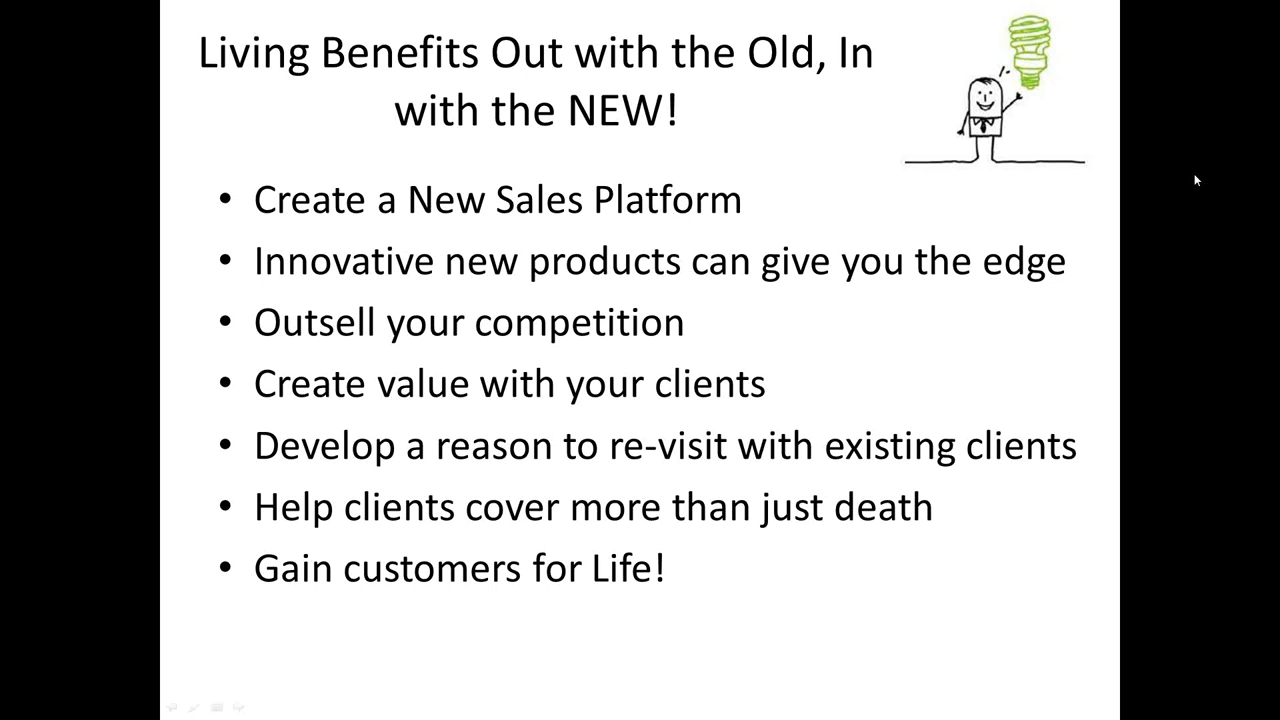 Living Benefits Out with the Old, In
with the NEW!
• Create a New Sales Platform
• Innovative new products can give you the edge
• Outsell your competition
• Create value with your clients
• Develop a reason to re-visit with existing clients
• Help clients cover more than just death
• Gain customers for Life!